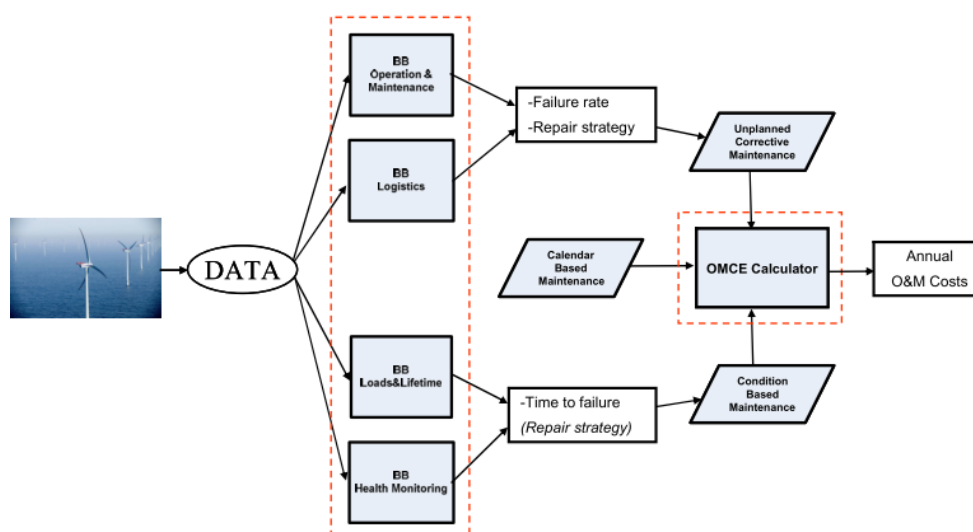 BB
Operation &
Maintenance
-Failure rate
-Repair strategy
Unplanned
Corrective
Maintenance
BB
Logistics
DATA
Calendar
Based
Maintenance
OMCE Calculator
Annual
O&M Costs
BB
Loads&Lifetime
-Time to failure
(Repair strategy)
Condition
Based
Maintenance
BB
Health Monitoring